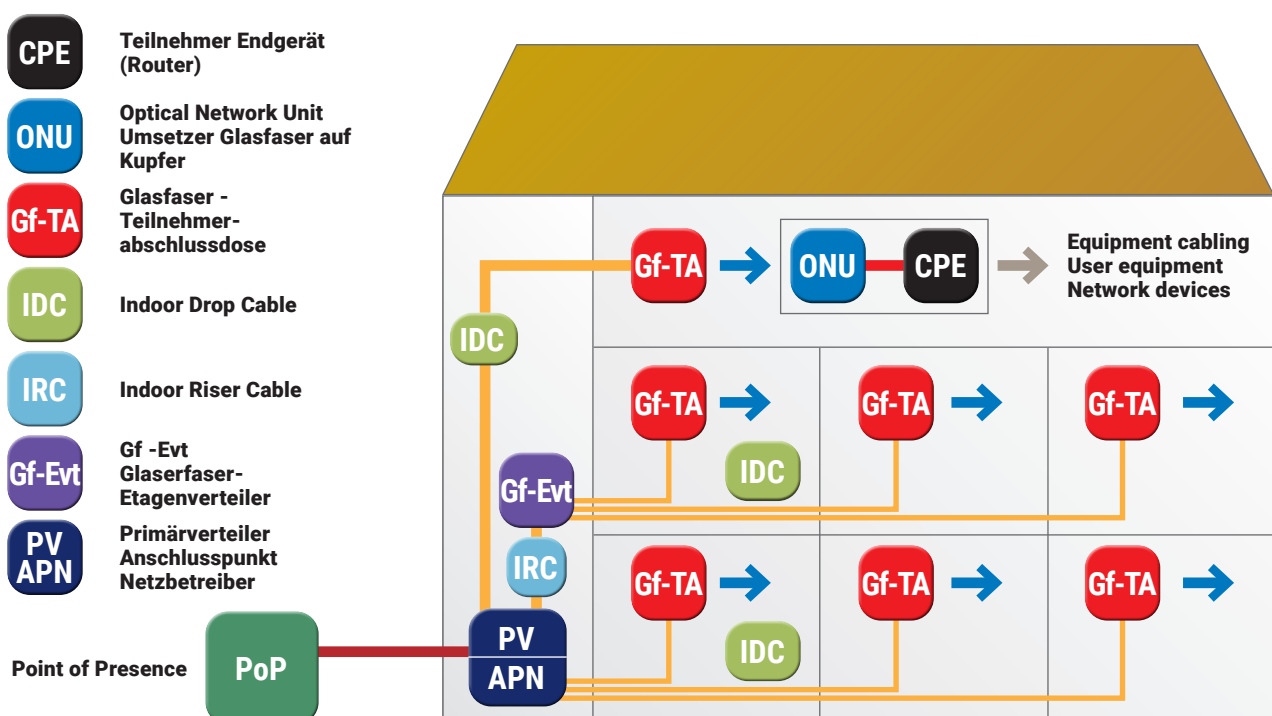 CPE
Teilnehmer Endgerät
(Router)
ONU
Optical Network Unit
Umsetzer Glasfaser auf
Kupfer
Gf-TA
Glasfaser -
Teilnehmer-
abschlussdose
IDC
Indoor Drop Cable
IRC
Indoor Riser Cable
Gf-Evt
Gf -Evt
Glaserfaser-
Etagenverteiler
PV
APN
Primärverteiler
Anschlusspunkt
Netzbetreiber
Point of Presence
PoP
Gf-TA
ONU
CPE
Equipment cabling
User equipment
Network devices
IDC
Gf-TA
Gf-TA
Gf-TA
IDC
Gf-Evt
IRC
Gf-TA
Gf-TA
Gf-TA
IDC
PV
APN